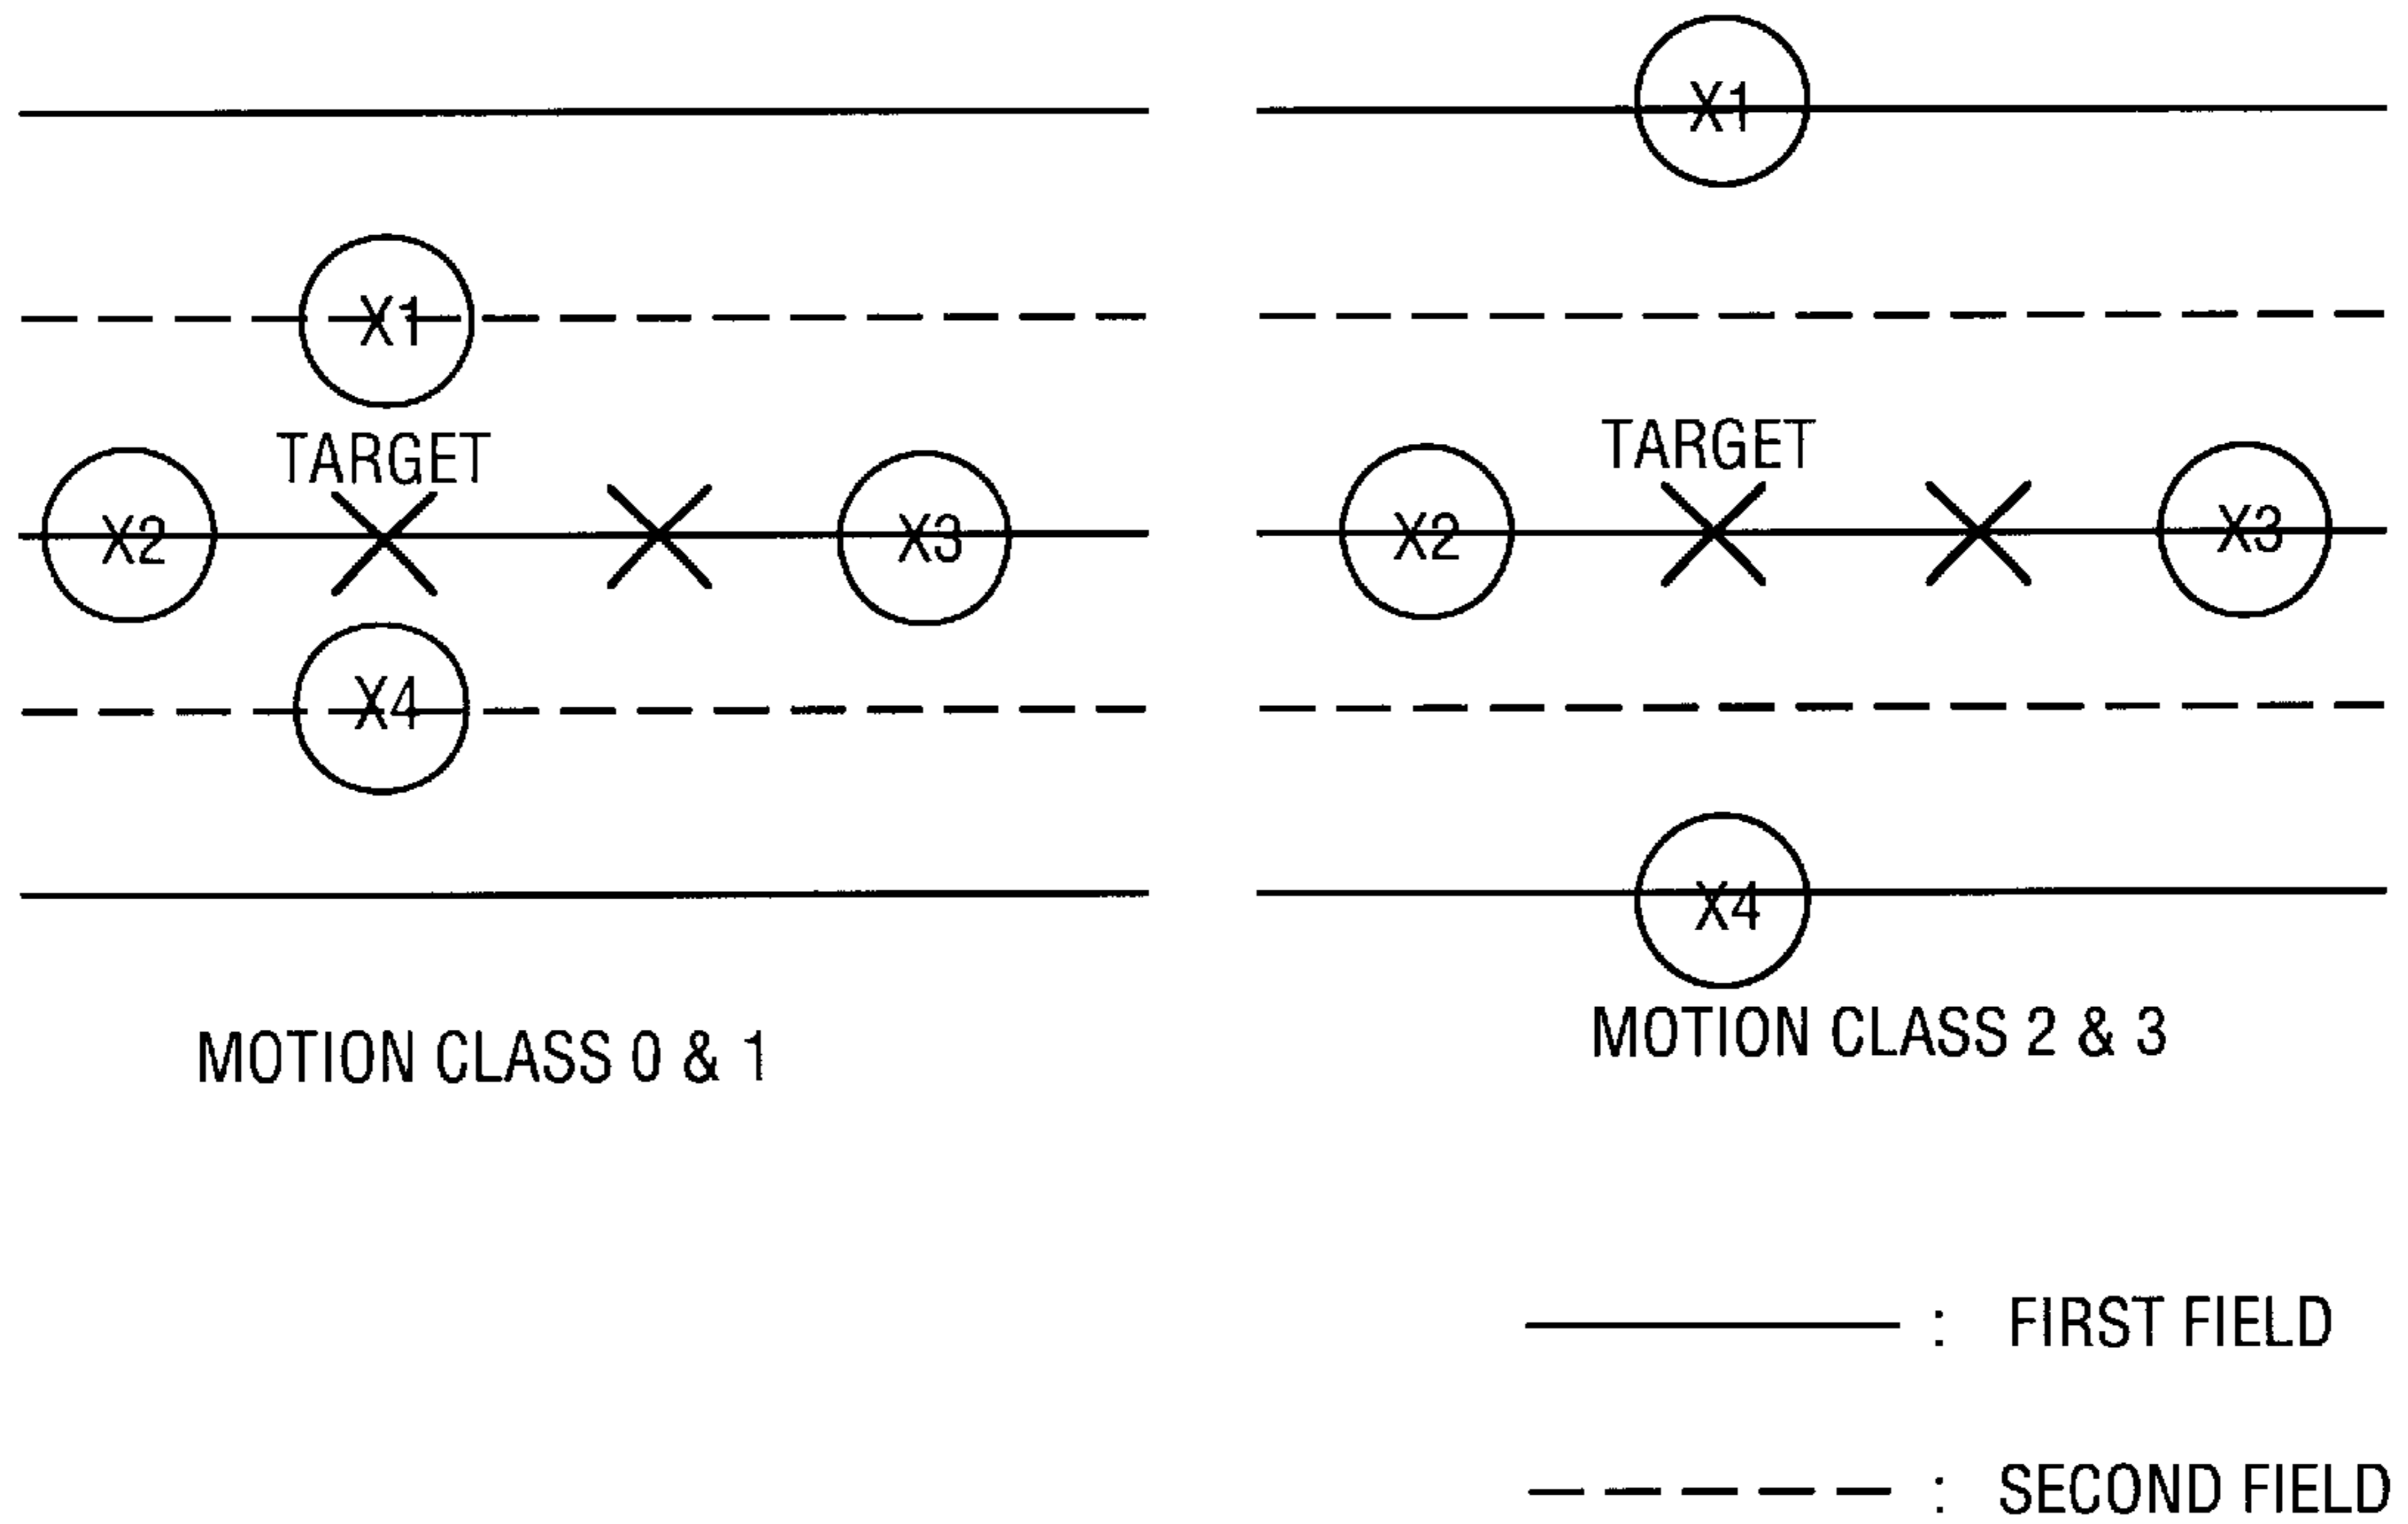 X1
X1
TARGET
TARGET
X2
X3
X2
X3
X4
X4
MOTION CLASS 0 & 1
MOTION CLASS 2 & 3
: FIRST FIELD
: SECOND FIELD